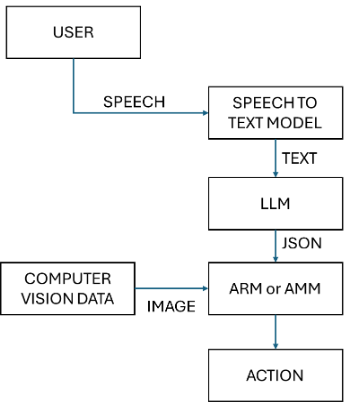 USER
SPEECH
SPEECH TO
TEXT MODEL
TEXT
LLM
JSON
COMPUTER
VISION DATA
IMAGE
ARM or AMM
ACTION